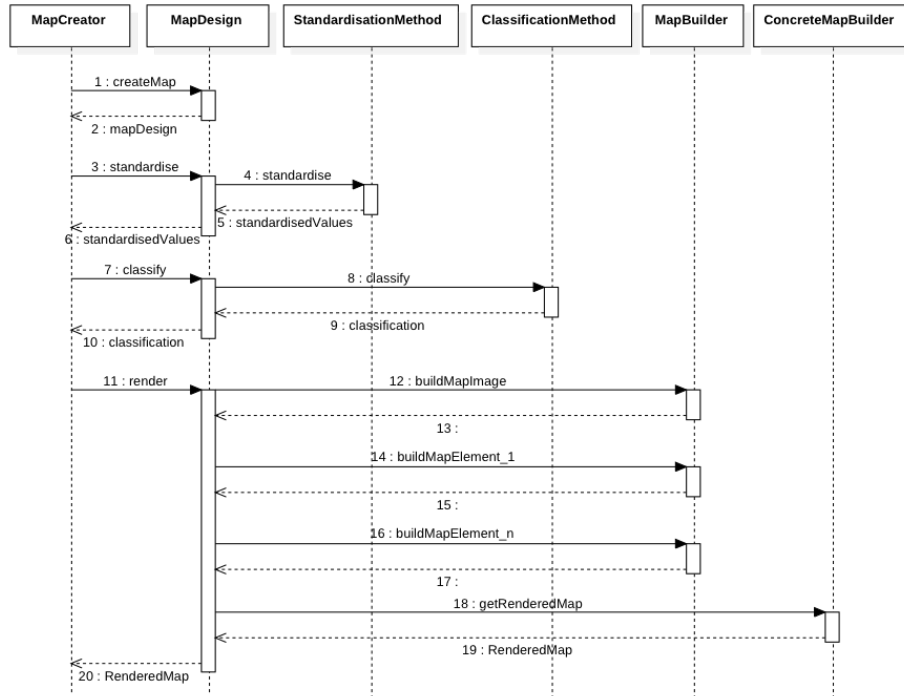 MapCreator
MapDesign
StandardisationMethod
ClassificationMethod
MapBuilder
ConcreteMapBuilder
1 : createMap
2 : mapDesign
3 : standardise
4 : standardise
5 : standardisedValues
6 : standardisedValues
7 : classify
8 : classify
9 : classification
10 : classification
11 : render
12 : buildMapImage
13 :
14 : buildMapElement_1
15 :
16 : buildMapElement_n
17 :
18 : getRenderedMap
19 : RenderedMap
20 : RenderedMap